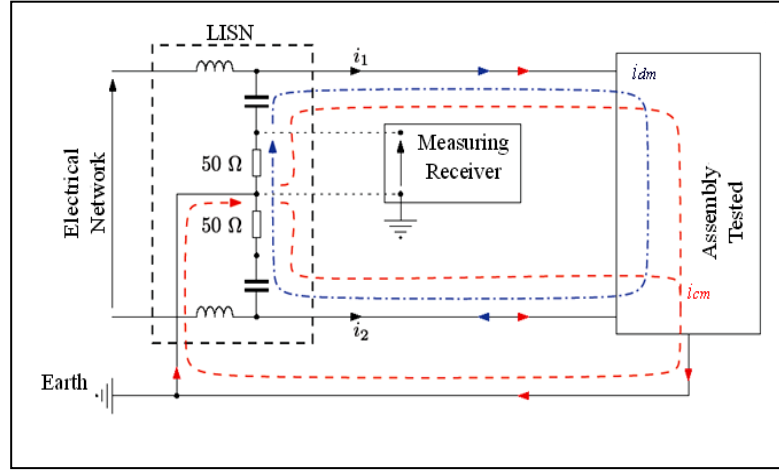 LISN
i1
idm
Measuring
Receiver
50 Ω
50 Ω
Electrical
Network
Assembly
Tested
icm
i2
Earth